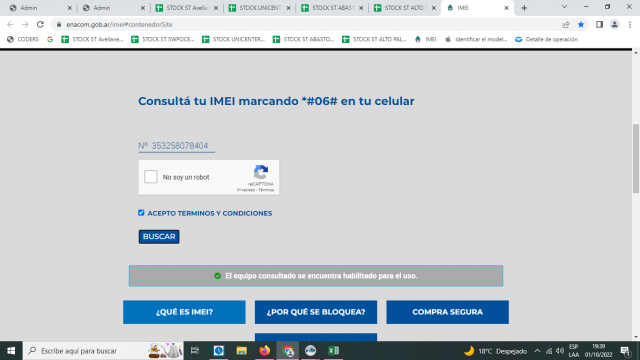 Admin
Admin
STOCK ST Avellane
STOCK UNICENTER
STOCK ST ABASTO
STOCK ST ALTO
IMEI
enacom.gob.ar/imei#contenedorSite
CODERS
G
STOCK ST Avellane...
STOCK ST SWPOCE...
STOCK UNICENTER...
STOCK ST ABASTO...
STOCK ST ALTO PAL...
IMEI
Identificar el model...
Detalle de operación
Consultá tu IMEI marcando *#06# en tu celular
Nº 353258078404
No soy un robot
reCAPTCHA
Privacidad - Términos
ACEPTO TERMINOS Y CONDICIONES
BUSCAR
El equipo consultado se encuentra habilitado para el uso.
¿QUÉ ES IMEI?
¿POR QUÉ SE BLOQUEA?
COMPRA SEGURA
Escribe aquí para buscar
18°C Despejado
ESP
LAA
19:39
01/10/2022